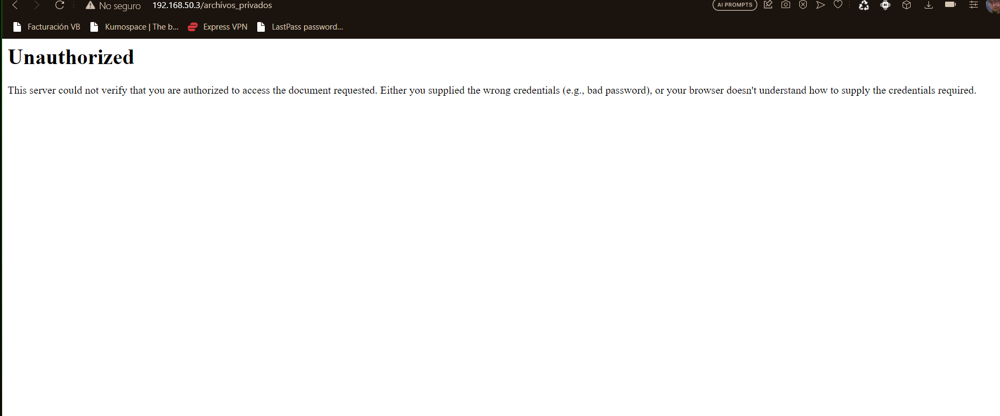 No seguro 192.168.50.3/archivos_privados AI PROMPTS
Facturación VB Kumospace | The b... Express VPN LastPass password...
Unauthorized
This server could not verify that you are authorized to access the document requested. Either you supplied the wrong credentials (e.g., bad password), or your browser doesn't understand how to supply the credentials required.